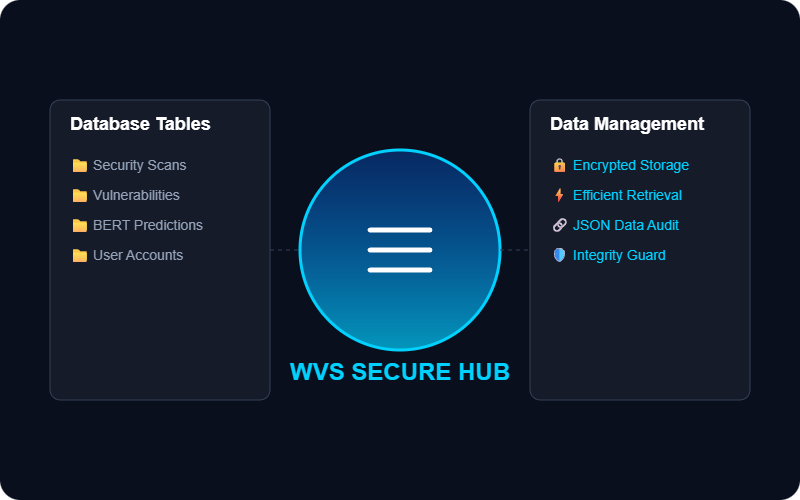 Database Tables
Security Scans
Vulnerabilities
BERT Predictions
User Accounts
WVS SECURE HUB
Data Management
Encrypted Storage
Efficient Retrieval
JSON Data Audit
Integrity Guard